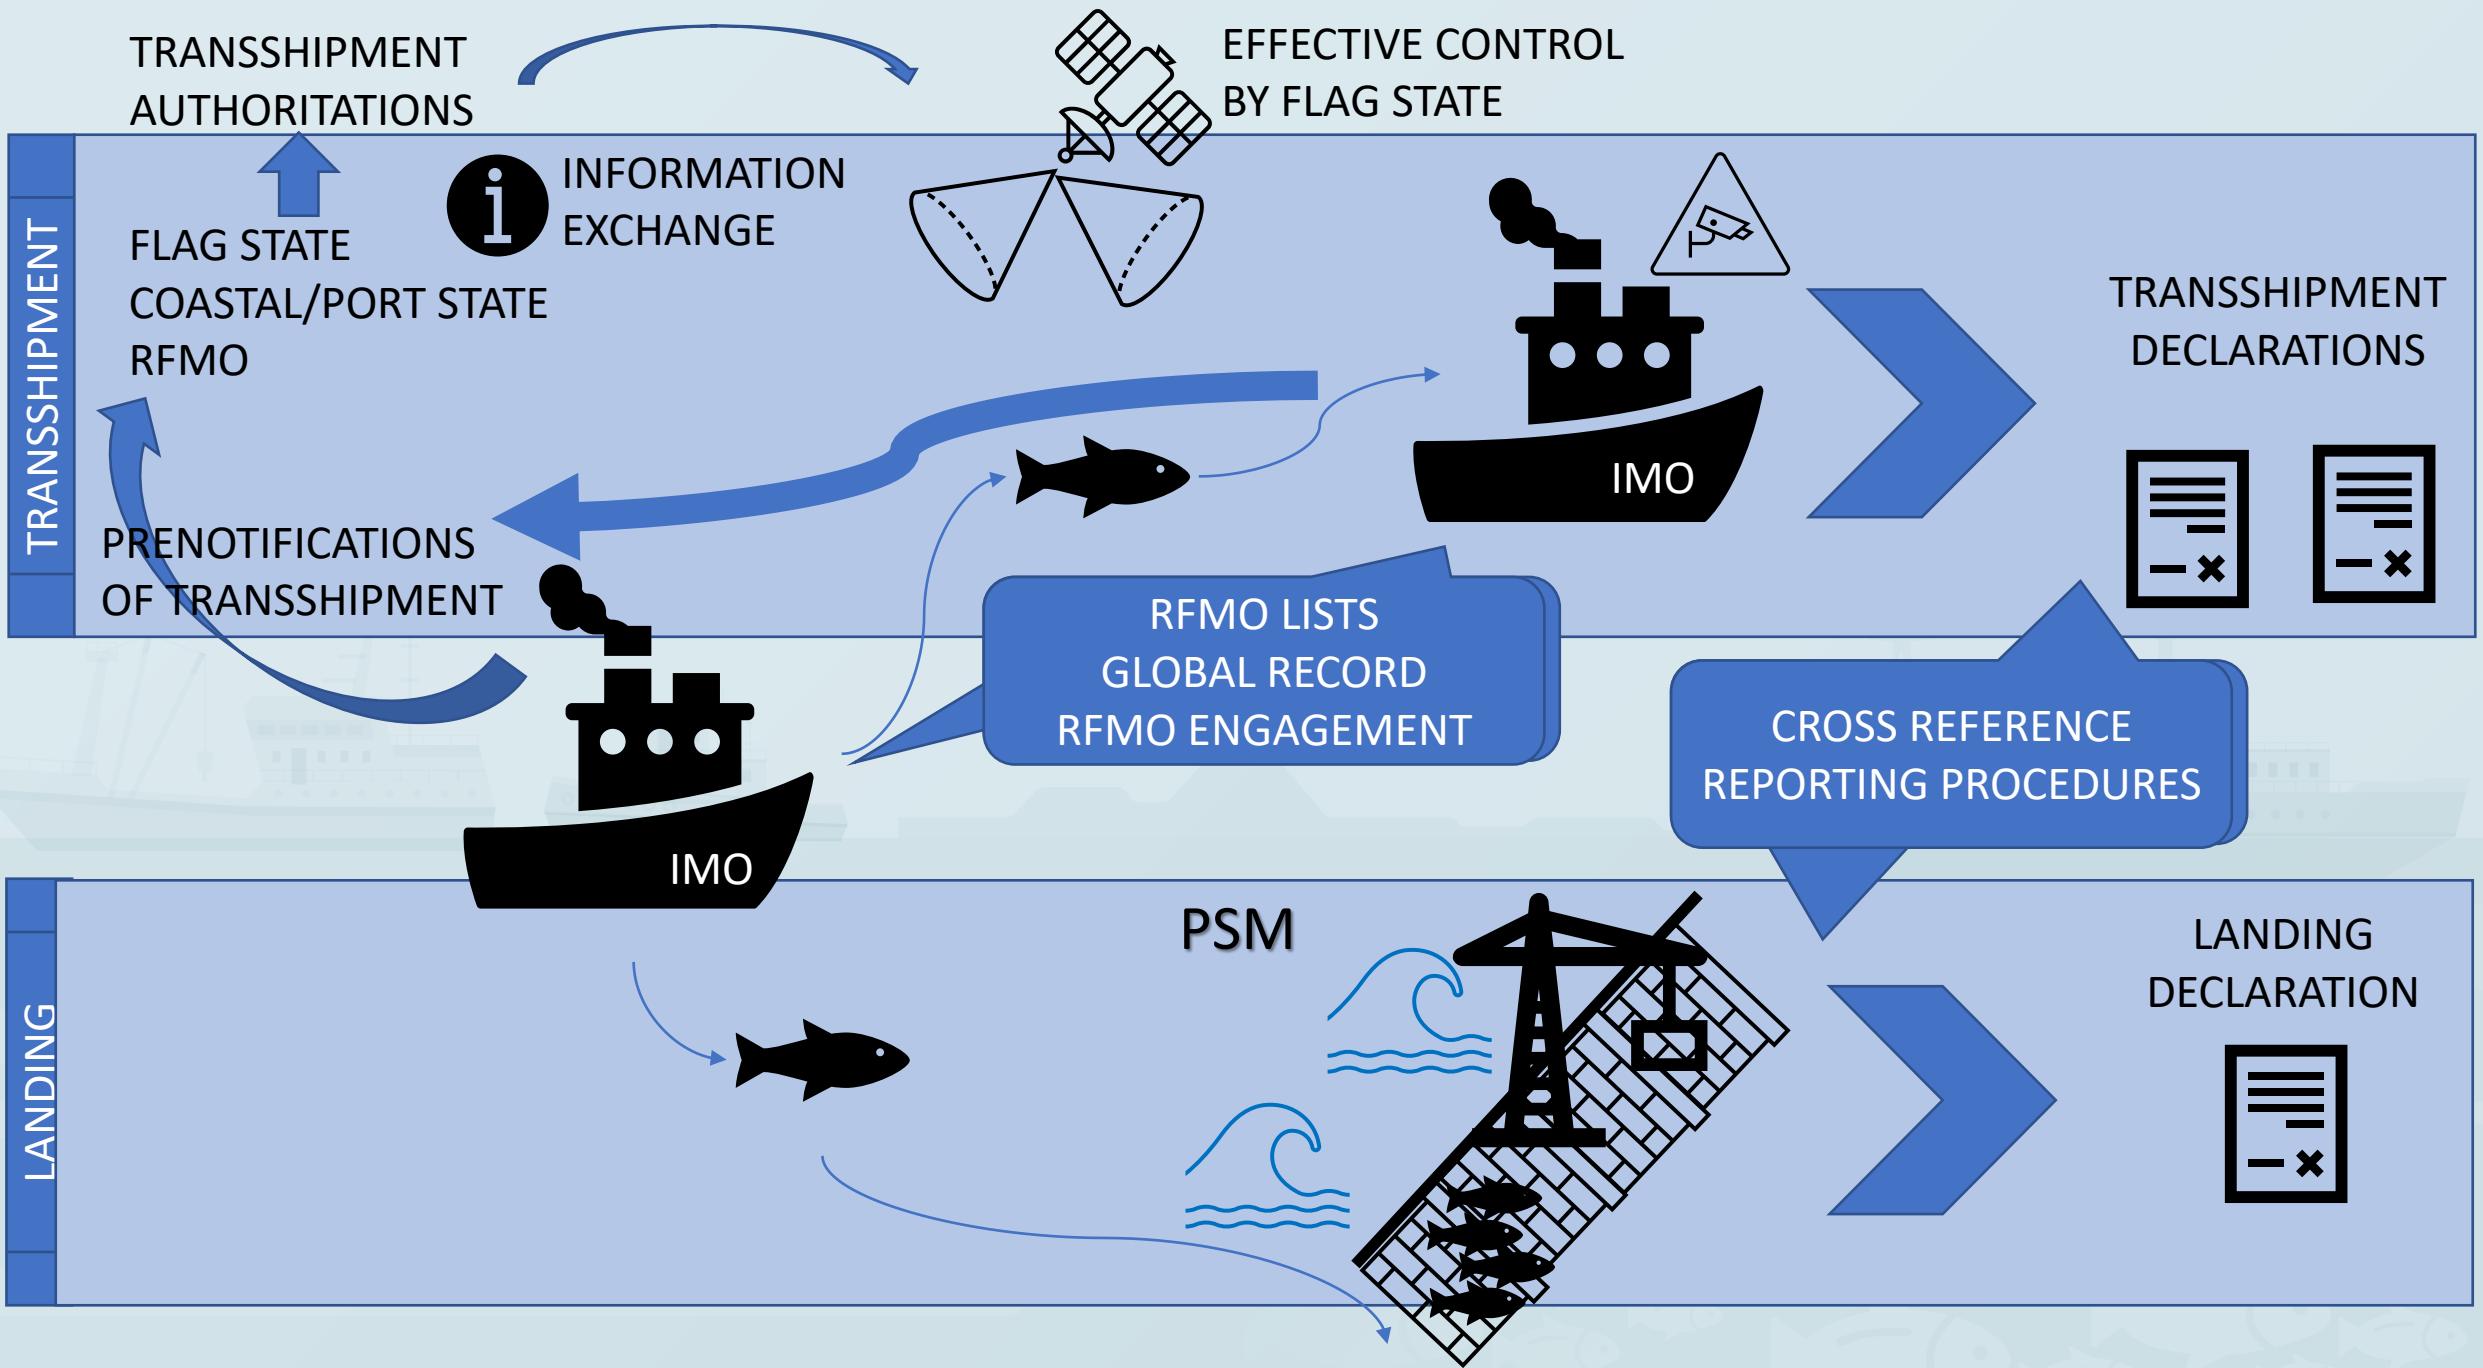 TRANSSHIPMENT
AUTHORITATIONS
EFFECTIVE CONTROL
BY FLAG STATE
TRANSSHIPMENT
INFORMATION
EXCHANGE
FLAG STATE
COASTAL/PORT STATE
RFMO
TRANSSHIPMENT
DECLARATIONS
IMO
PRENOTIFICATIONS
OF TRANSSHIPMENT
RFMO LISTS
GLOBAL RECORD
RFMO ENGAGEMENT
CROSS REFERENCE
REPORTING PROCEDURES
IMO
LANDING
PSM
LANDING
DECLARATION